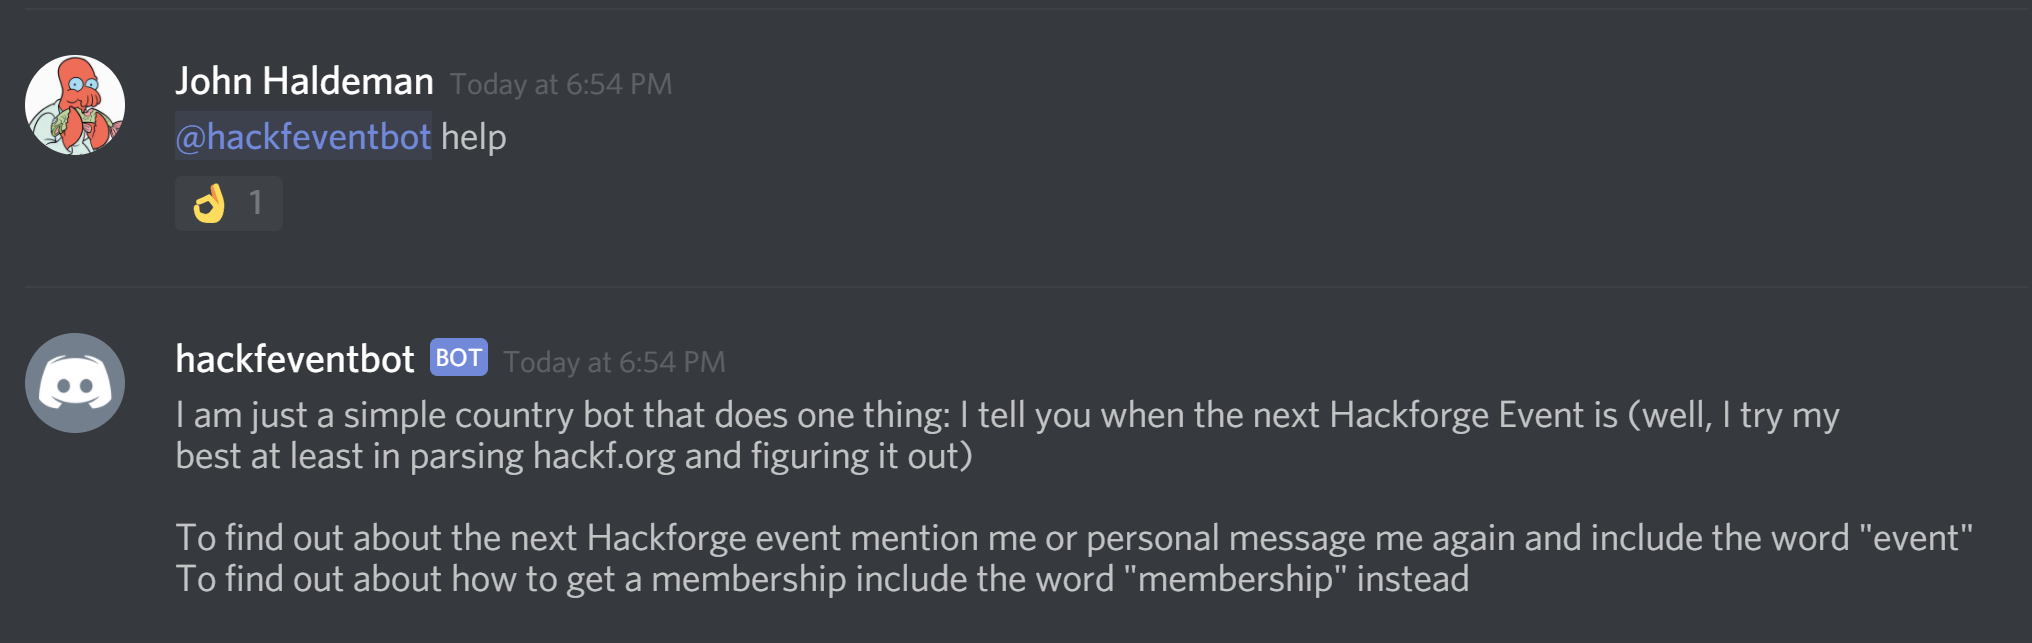 John Haldeman Today at 6:54 PM
@hackfeventbot help
👌 1
hackfeventbot BOT Today at 6:54 PM
I am just a simple country bot that does one thing: I tell you when the next Hackforge Event is (well, I try my
best at least in parsing hackf.org and figuring it out)
To find out about the next Hackforge event mention me or personal message me again and include the word "event"
To find out about how to get a membership include the word "membership" instead